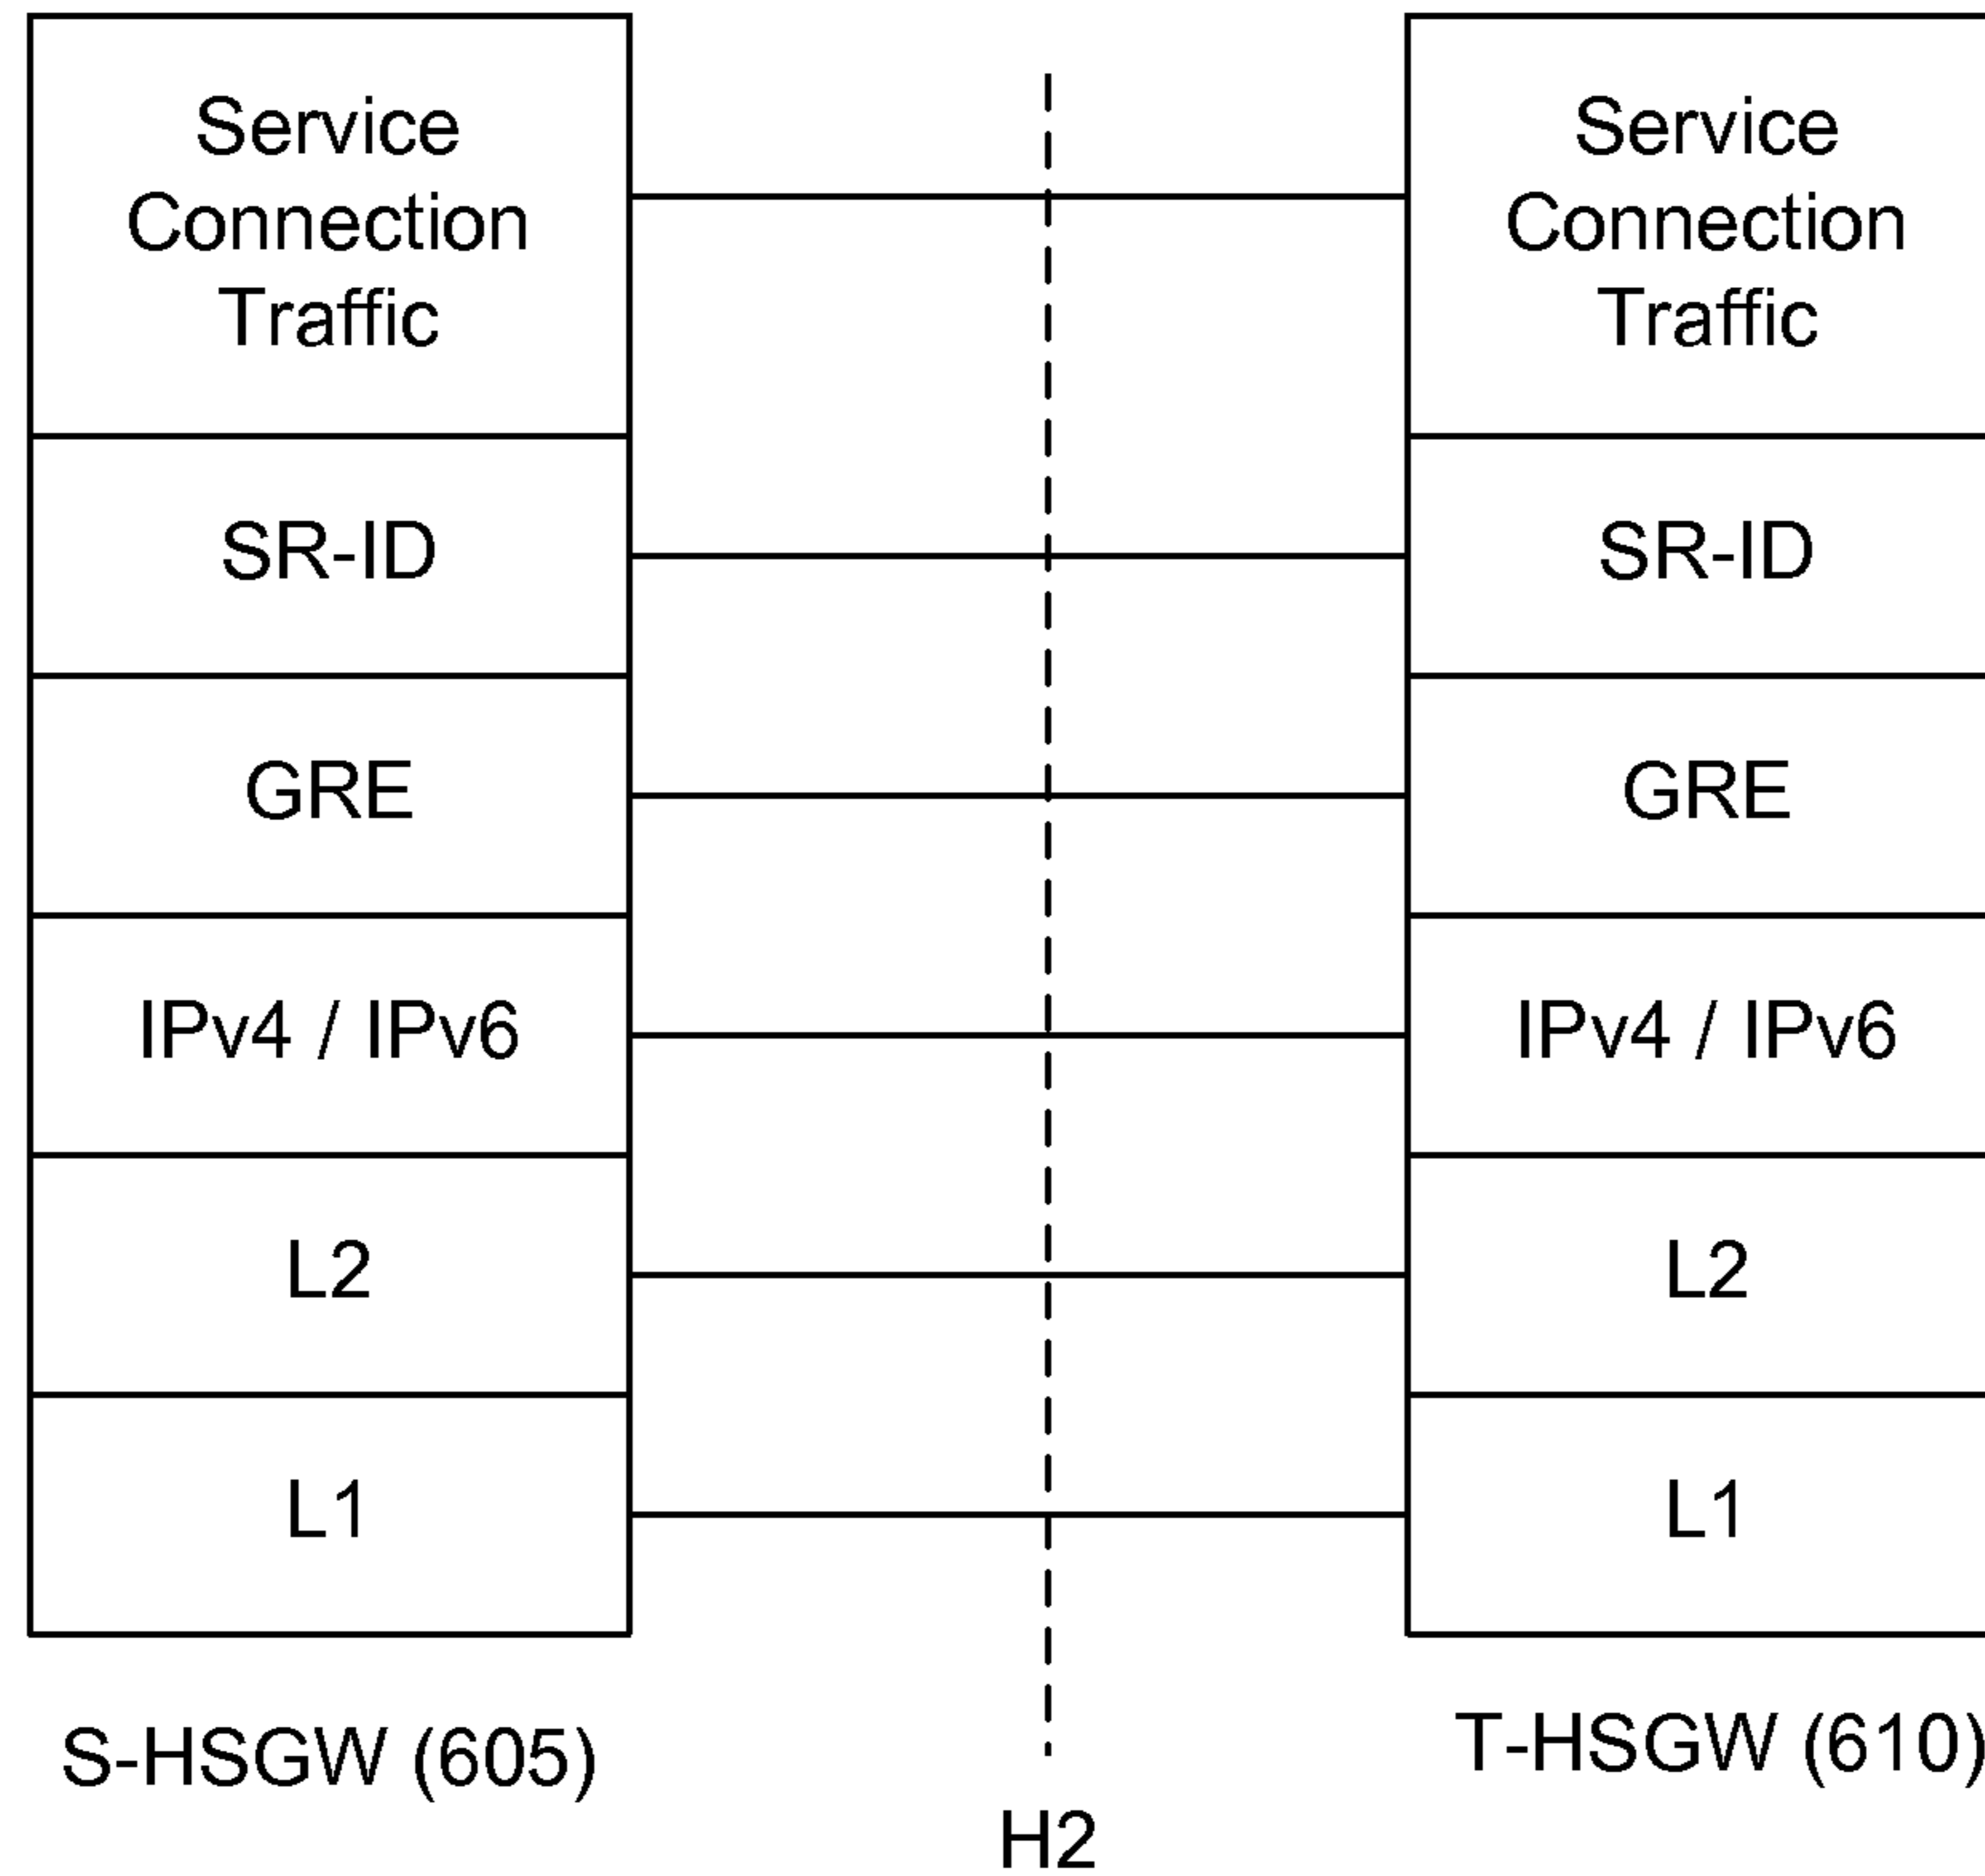 Service
Connection
Traffic
SR-ID
GRE
IPv4 / IPv6
L2
L1
S-HSGW (605)
H2
Service
Connection
Traffic
SR-ID
GRE
IPv4 / IPv6
L2
L1
T-HSGW (610)